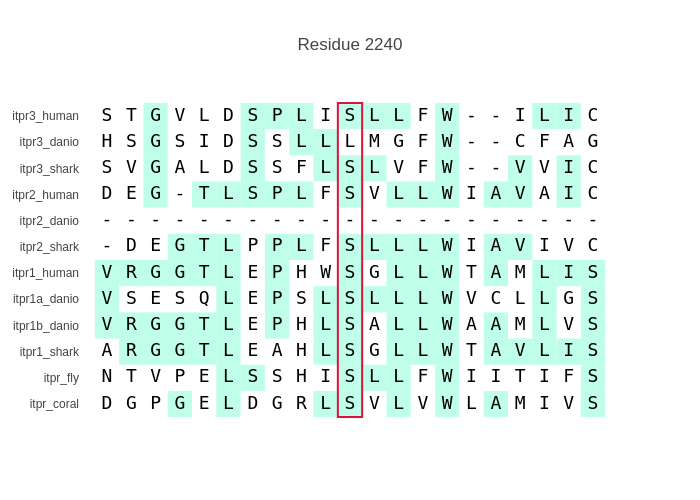 Residue 2240
itpr3_human S T G V L D S P L I S L L F W - - I L I C
itpr3_danio H S G S I D S S L L L M G F W - - C F A G
itpr3_shark S V G A L D S S F L S L V F W - - V V I C
itpr2_human D E G - T L S P L F S V L L W I A V A I C
itpr2_danio - - - - - - - - - - - - - - - - - - - - -
itpr2_shark - D E G T L P P L F S L L L W I A V I V C
itpr1_human V R G G T L E P H W S G L L W T A M L I S
itpr1a_danio V S E S Q L E P S L S L L L W V C L L G S
itpr1b_danio V R G G T L E P H L S A L L W A A M L V S
itpr1_shark A R G G T L E A H L S G L L W T A V L I S
itpr_fly N T V P E L S S H I S L L F W I I T I F S
itpr_coral D G P G E L D G R L S V L V W L A M I V S